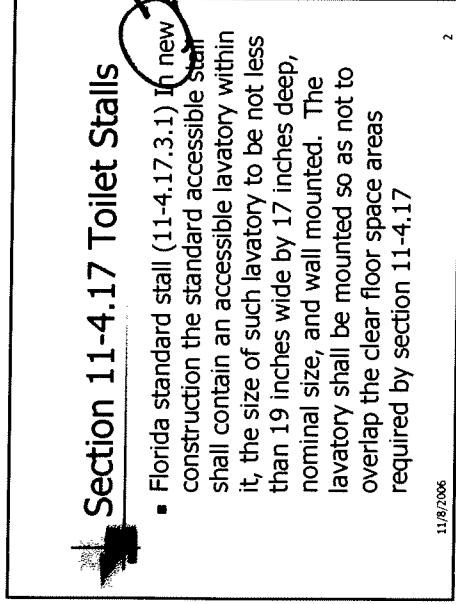 Section 11-4.17 Toilet Stalls
▪ Florida standard stall (11-4.17.3.1) In new
construction the standard accessible stall
shall contain an accessible lavatory within
it, the size of such lavatory to be not less
than 19 inches wide by 17 inches deep,
nominal size, and wall mounted. The
lavatory shall be mounted so as not to
overlap the clear floor space areas
required by section 11-4.17
11/8/2006
2